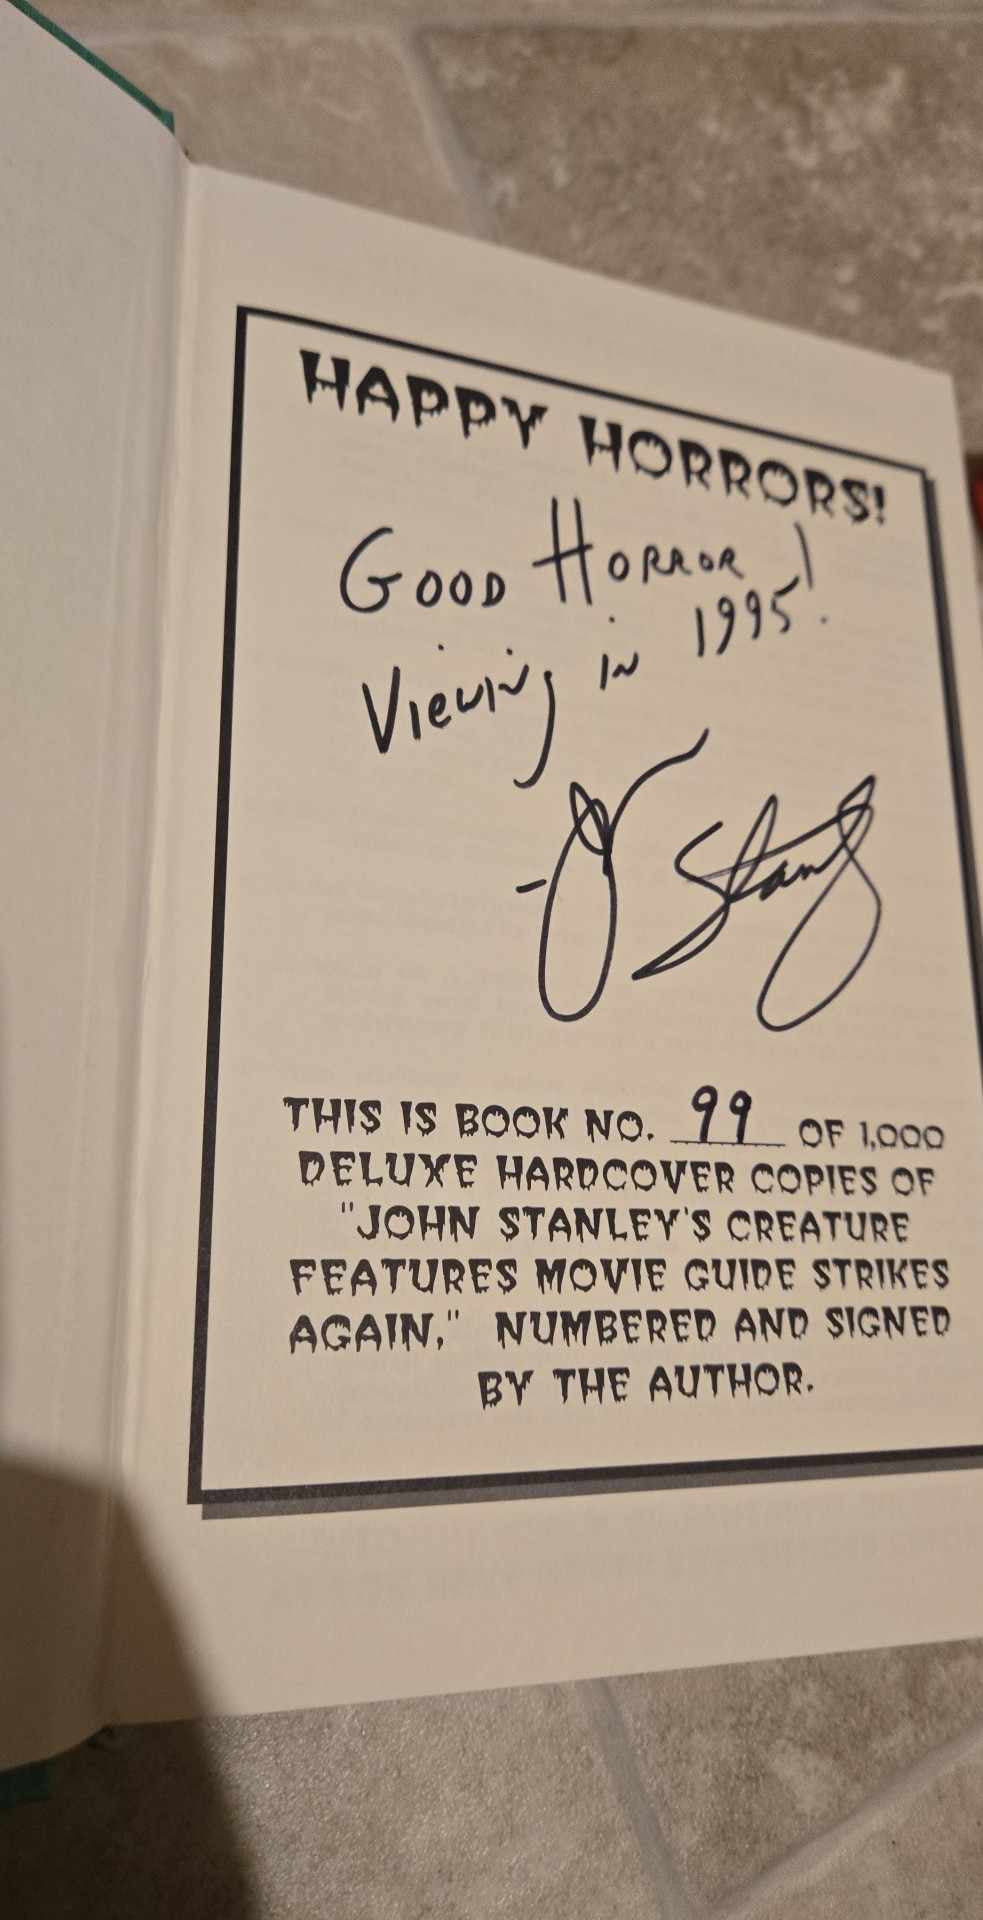 HAPPY HORRORS!
GOOD HORROR
VIEWING IN 1995!
J Stanley
THIS IS BOOK NO. 99 OF 1,000
DELUXE HARDCOVER COPIES OF
"JOHN STANLEY'S CREATURE
FEATURES MOVIE GUIDE STRIKES
AGAIN," NUMBERED AND SIGNED
BY THE AUTHOR.